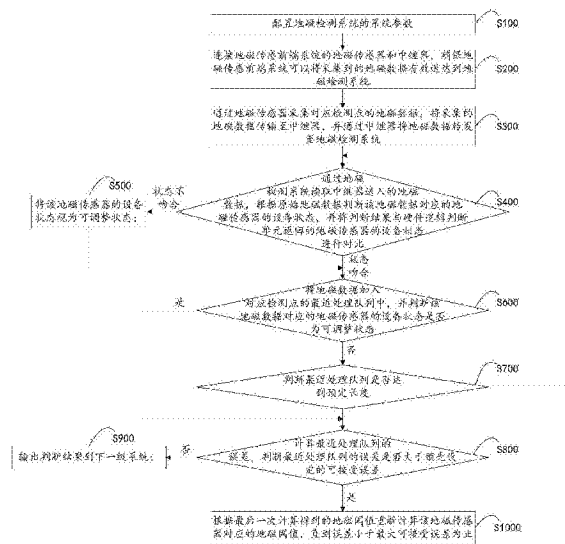 配置地磁检测系统的系统参数
S100
连接地磁传感前端系统的地磁传感器和中继器，确保地
磁传感前端系统可以将采集到的地磁数据有效送达到地
磁检测系统
S200
通过地磁传感器采集对应检测点的地磁数据，将采集的
地磁数据传输至中继器，并通过中继器将地磁数据转发
至地磁检测系统
S300
通过地磁
检测系统读取中继器送入的地磁
数据，根据原始地磁数据判断该地磁数据对应的地
磁传感器的设备状态，并将判断结果与硬件逻辑判断
单元返回的地磁传感器的设备状态
进行对比
S400
状态不
吻合
S500
将该地磁传感器的设备
状态视为可调整状态；
状态
吻合
将地磁数据加入
对应检测点的最近处理队列中，并判断该
地磁数据对应的地磁传感器的设备状态是否
为可调整状态
S600
是
否
判断最近处理队列是否达
到预定长度
S700
计算最近处理队列的
误差，判断最近处理队列的误差是否大于预先设
定的可接受误差
S800
否
S900
输出判断结果到下一级系统；
是
根据最后一次计算得到的地磁阈值重新计算该地磁传感
器对应的地磁阈值，直到误差小于最大可接受误差为止
S1000